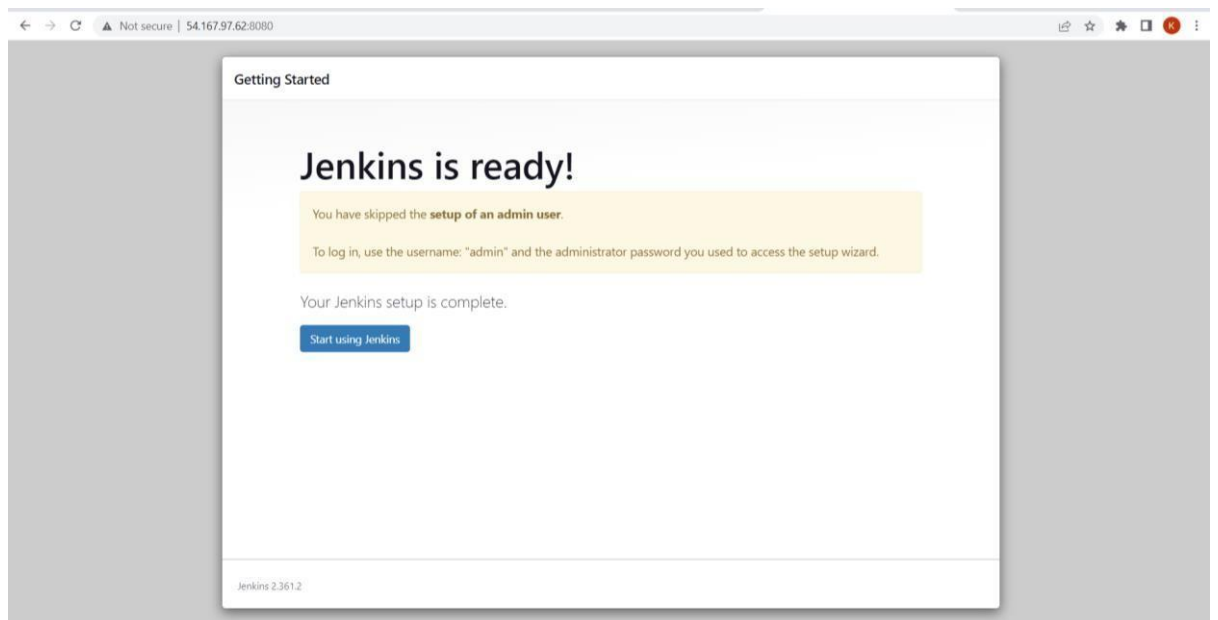 Not secure | 54.167.97.62:8080
K
Getting Started
Jenkins is ready!
You have skipped the setup of an admin user.
To log in, use the username: "admin" and the administrator password you used to access the setup wizard.
Your Jenkins setup is complete.
Start using Jenkins
Jenkins 2.361.2